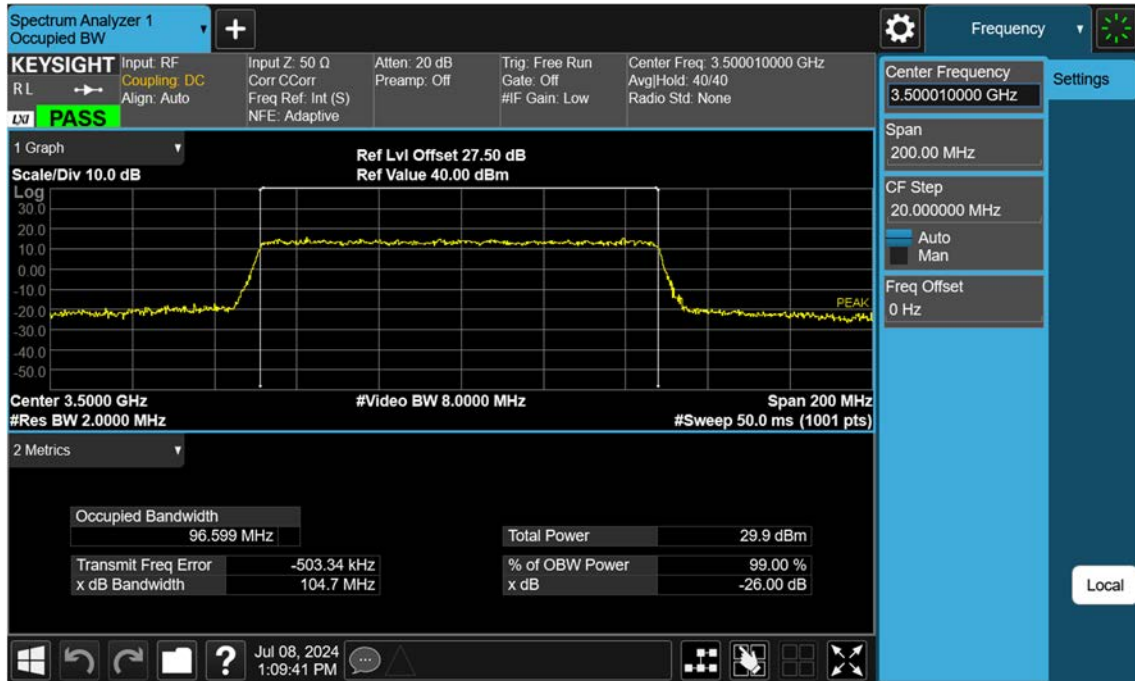 Spectrum Analyzer 1
Occupied BW
+
Frequency
KEYSIGHT
RL
LXI PASS
Input: RF
Coupling: DC
Align: Auto
Input Z: 50 Ω
Corr CCorr
Freq Ref: Int (S)
NFE: Adaptive
Atten: 20 dB
Preamp: Off
Trig: Free Run
Gate: Off
#IF Gain: Low
Center Freq: 3.500010000 GHz
Avg|Hold: 40/40
Radio Std: None
Center Frequency
3.500010000 GHz
Settings
Span
200.00 MHz
CF Step
20.000000 MHz
Auto
Man
Freq Offset
0 Hz
Local
1 Graph
Scale/Div 10.0 dB
Ref Lvl Offset 27.50 dB
Ref Value 40.00 dBm
Log
30.0
20.0
10.0
0.00
-10.0
-20.0
-30.0
-40.0
-50.0
PEAK
Center 3.5000 GHz
#Video BW 8.0000 MHz
Span 200 MHz
#Res BW 2.0000 MHz
#Sweep 50.0 ms (1001 pts)
2 Metrics
Occupied Bandwidth
96.599 MHz
Total Power 29.9 dBm
Transmit Freq Error -503.34 kHz
% of OBW Power 99.00 %
x dB Bandwidth 104.7 MHz
x dB -26.00 dB
?
Jul 08, 2024
1:09:41 PM